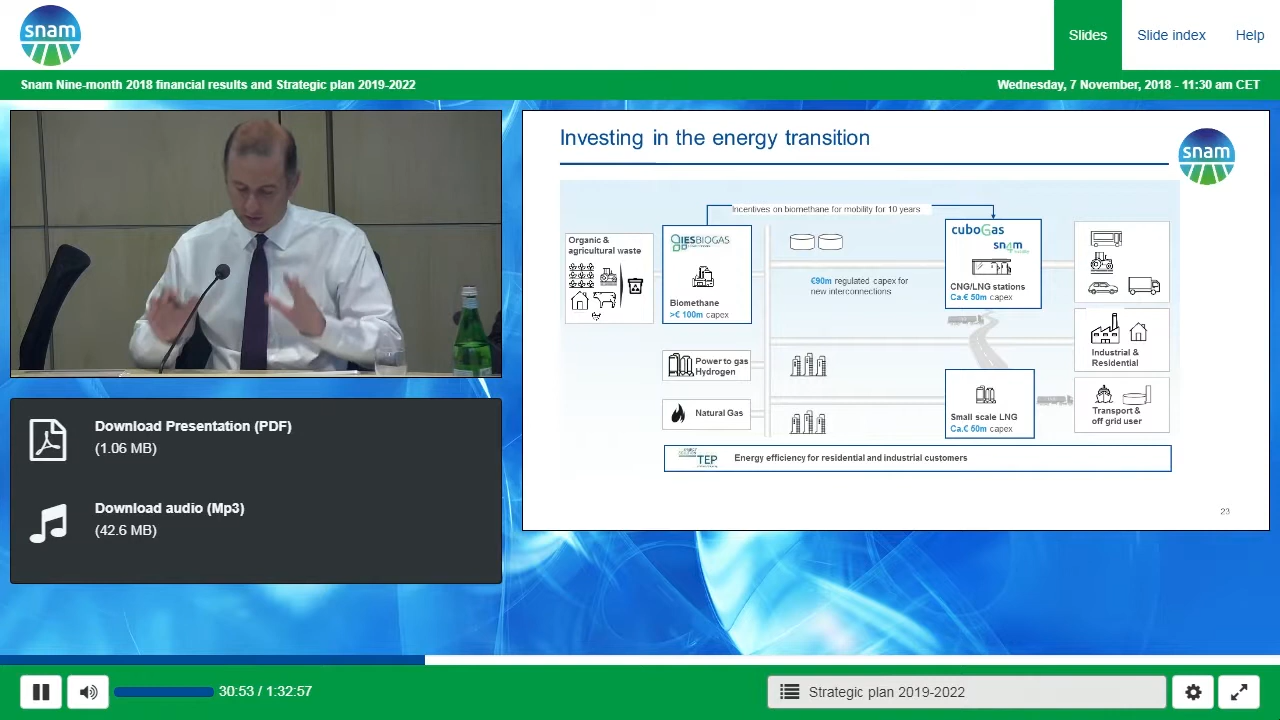 snam
Slides
Slide index
Help
Snam Nine-month 2018 financial results and Strategic plan 2019-2022
Wednesday, 7 November, 2018 - 11:30 am CET
Investing in the energy transition
snam
Incentives on biomethane for mobility for 10 years
Organic &
agricultural waste
IESBIOGAS
Biomethane
>€ 100m capex
€90m regulated capex for
new interconnections
cuboGas
sn4m
CNG/LNG stations
Ca.€ 50m capex
Industrial &
Residential
Power to gas
Hydrogen
Natural Gas
Small scale LNG
Ca.€ 50m capex
Transport &
off grid user
TEP
Energy efficiency for residential and industrial customers
23
Download Presentation (PDF)
(1.06 MB)
Download audio (Mp3)
(42.6 MB)
30:53 / 1:32:57
Strategic plan 2019-2022